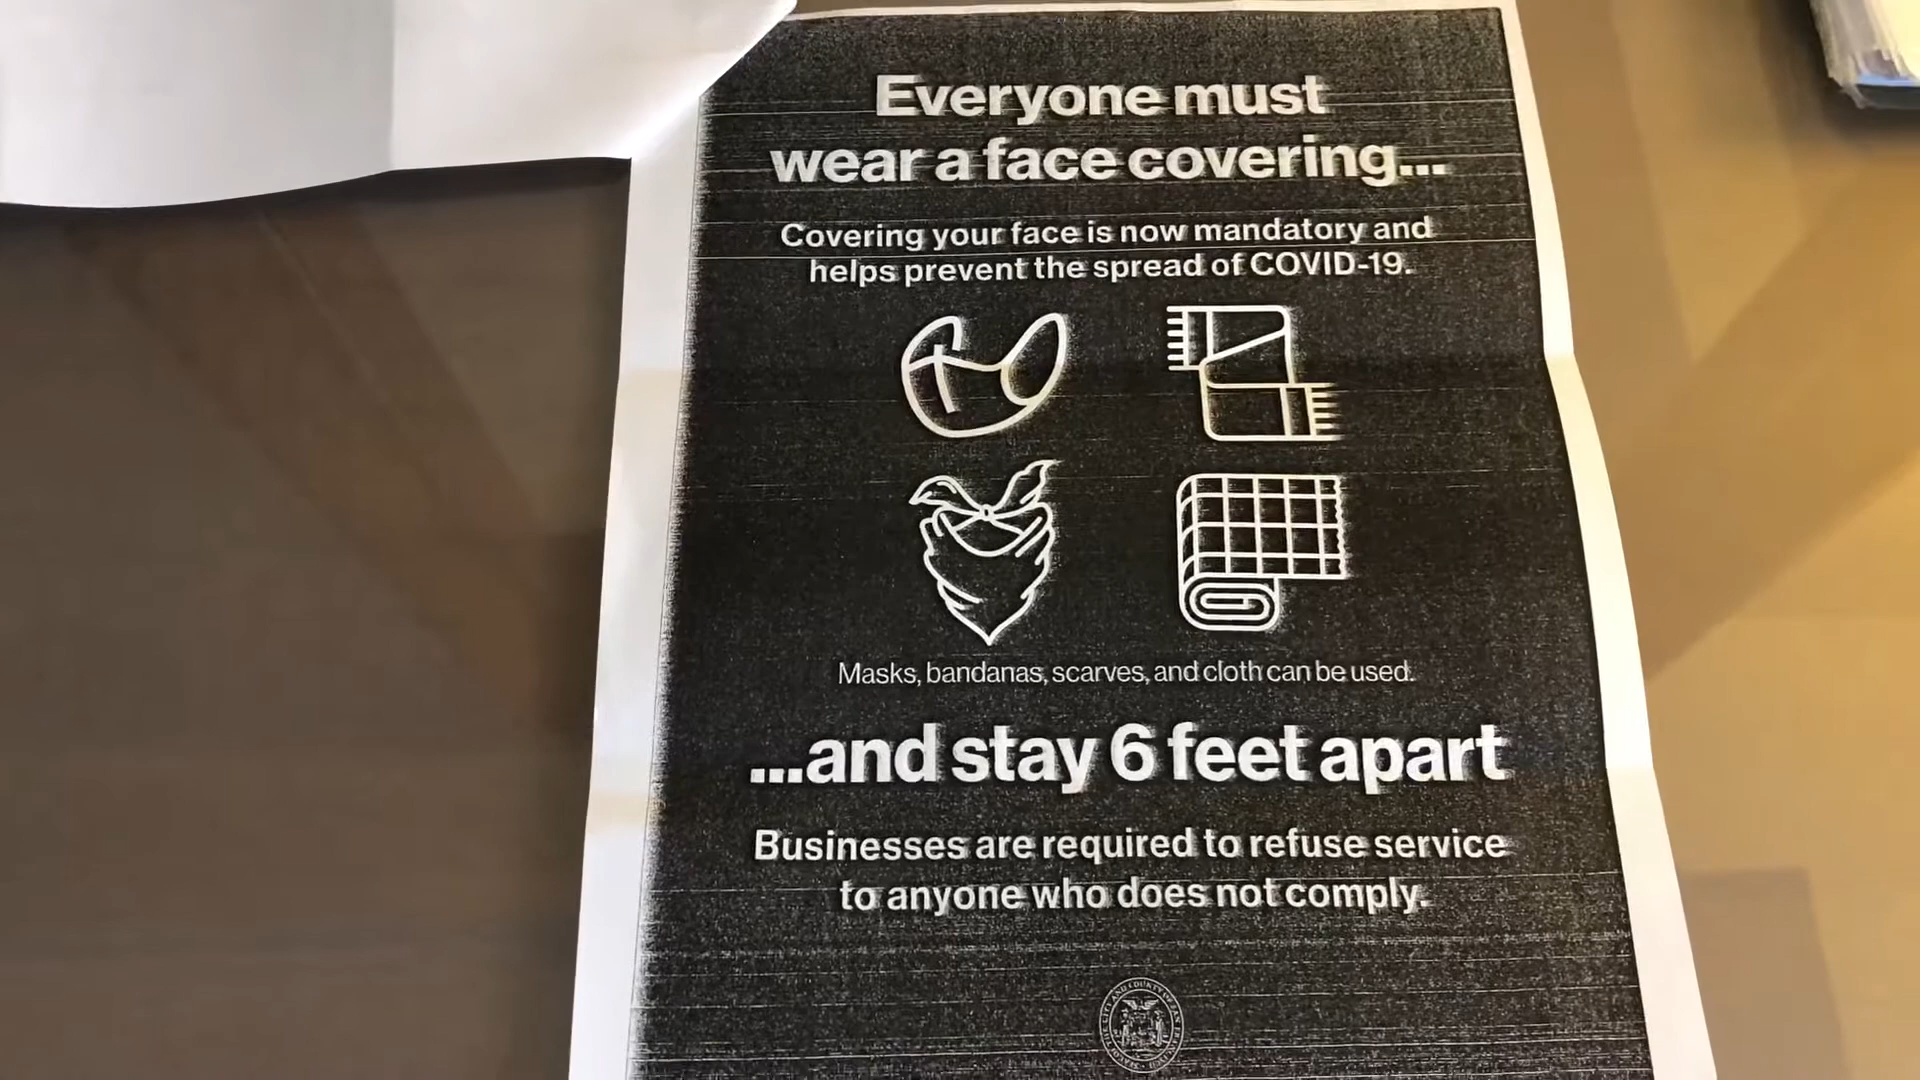 Everyone must
wear a face covering...
Covering your face is now mandatory and
helps prevent the spread of COVID-19.
Masks, bandanas, scarves, and cloth can be used.
...and stay 6 feet apart
Businesses are required to refuse service
to anyone who does not comply.